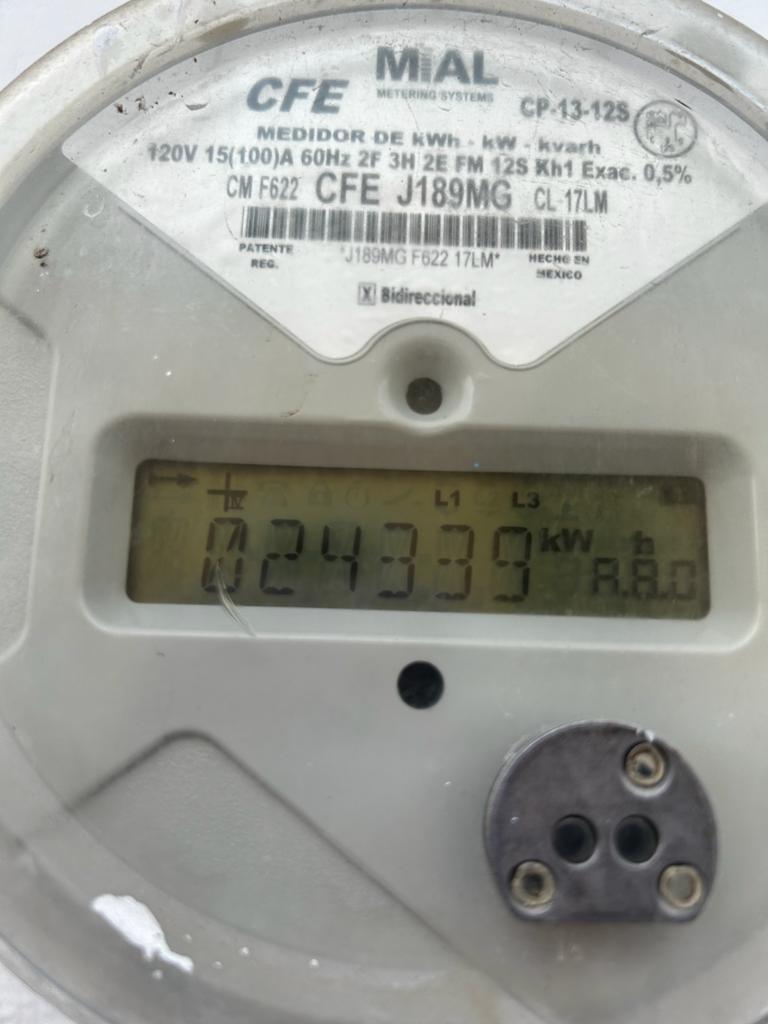 CFE MIAL
METERING SYSTEMS
CP-13-12S
MEDIDOR DE kWh - kW - kvarh
120V 15(100)A 60Hz 2F 3H 2E FM 12S Kh1 Exac. 0,5%
CM F622 CFE J189MG CL 17LM
PATENTE REG.
*J189MG F622 17LM*
HECHO EN MEXICO
X Bidireccional
IV L1 L3
024339 kW h